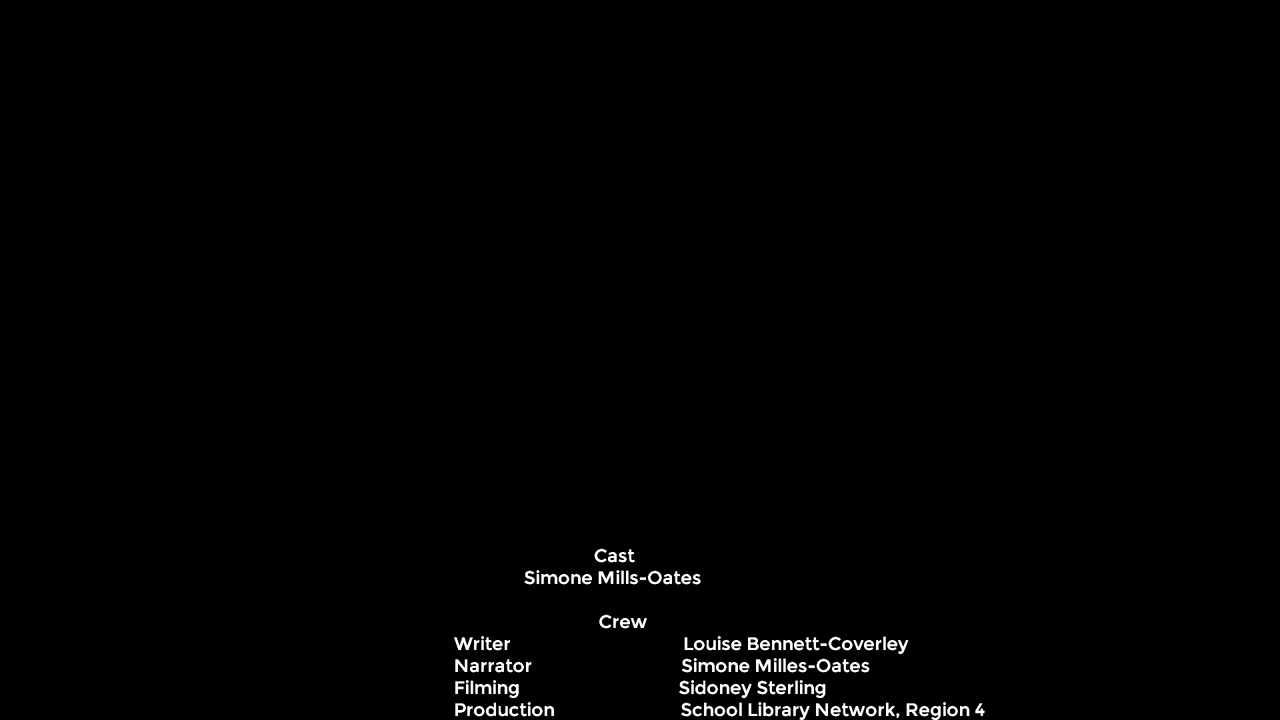 Cast
Simone Mills-Oates
Crew
Writer Louise Bennett-Coverley
Narrator Simone Milles-Oates
Filming Sidoney Sterling
Production School Library Network, Region 4